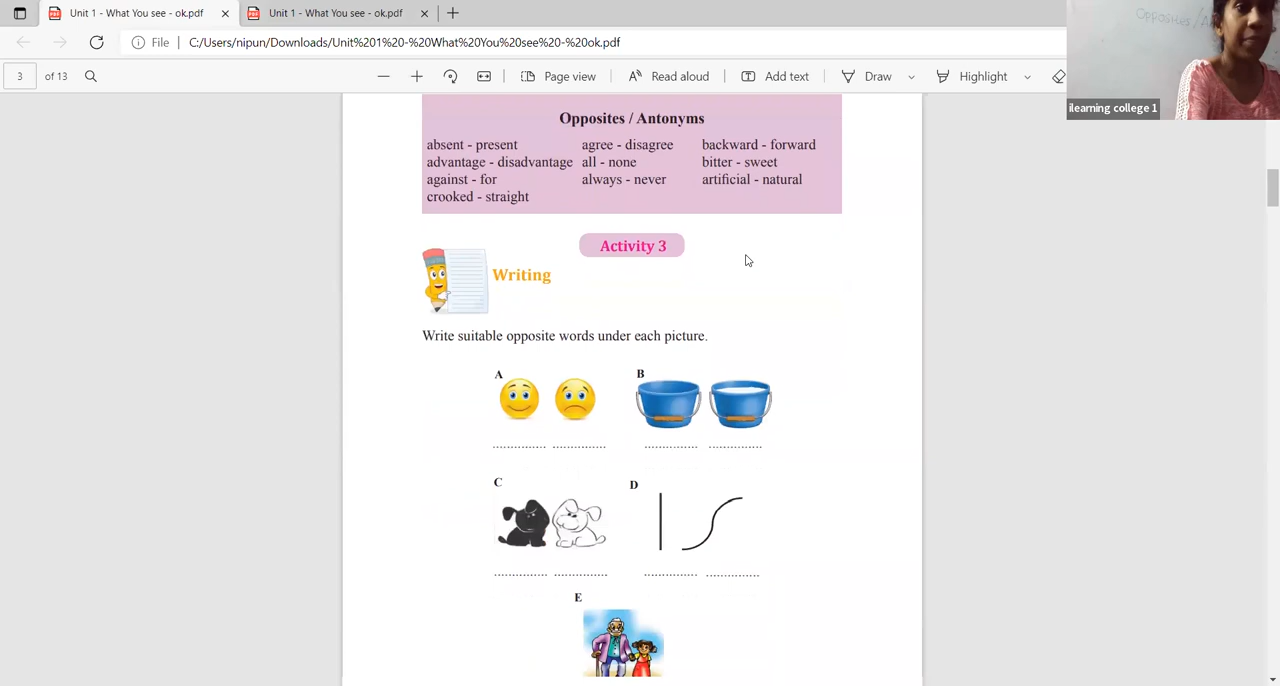 Unit 1 - What You see - ok.pdf
Unit 1 - What You see - ok.pdf
File
C:/Users/nipun/Downloads/Unit%201%20-%20What%20You%20see%20-%20ok.pdf
3 of 13
Page view
Read aloud
Add text
Draw
Highlight
Opposites / A
ilearning college 1
Opposites / Antonyms
absent - present agree - disagree backward - forward
advantage - disadvantage all - none bitter - sweet
against - for always - never artificial - natural
crooked - straight
Activity 3
Writing
Write suitable opposite words under each picture.
A B
.................. .................. .................. ..................
C D
.................. .................. .................. ..................
E